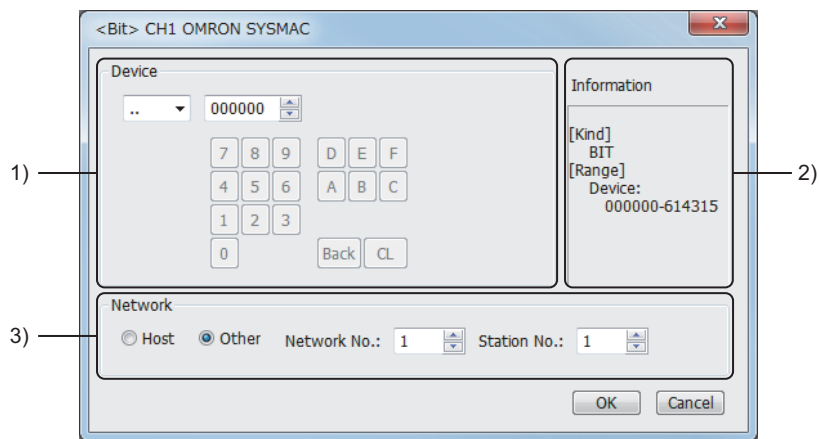 <Bit> CH1 OMRON SYSMAC
x
Device
.. 000000
7 8 9 D E F
4 5 6 A B C
1 2 3
0 Back CL
Information
[Kind]
BIT
[Range]
Device:
000000-614315
1)
2)
3)
Network
Host Other Network No.: 1 Station No.: 1
OK Cancel